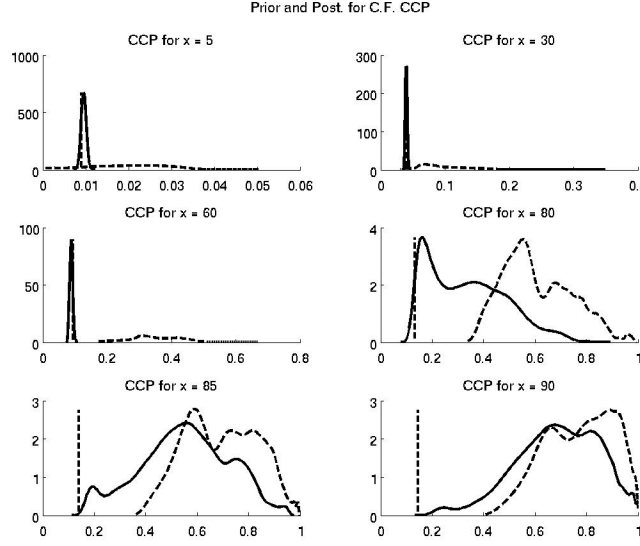 Prior and Post. for C.F. CCP
CCP for x = 5
1000
500
0
0 0.01 0.02 0.03 0.04 0.05 0.06
CCP for x = 30
300
200
100
0
0 0.1 0.2 0.3 0.4
CCP for x = 60
100
50
0
0 0.2 0.4 0.6 0.8
CCP for x = 80
4
2
0
0 0.2 0.4 0.6 0.8 1
CCP for x = 85
3
2
1
0
0 0.2 0.4 0.6 0.8 1
CCP for x = 90
3
2
1
0
0 0.2 0.4 0.6 0.8 1